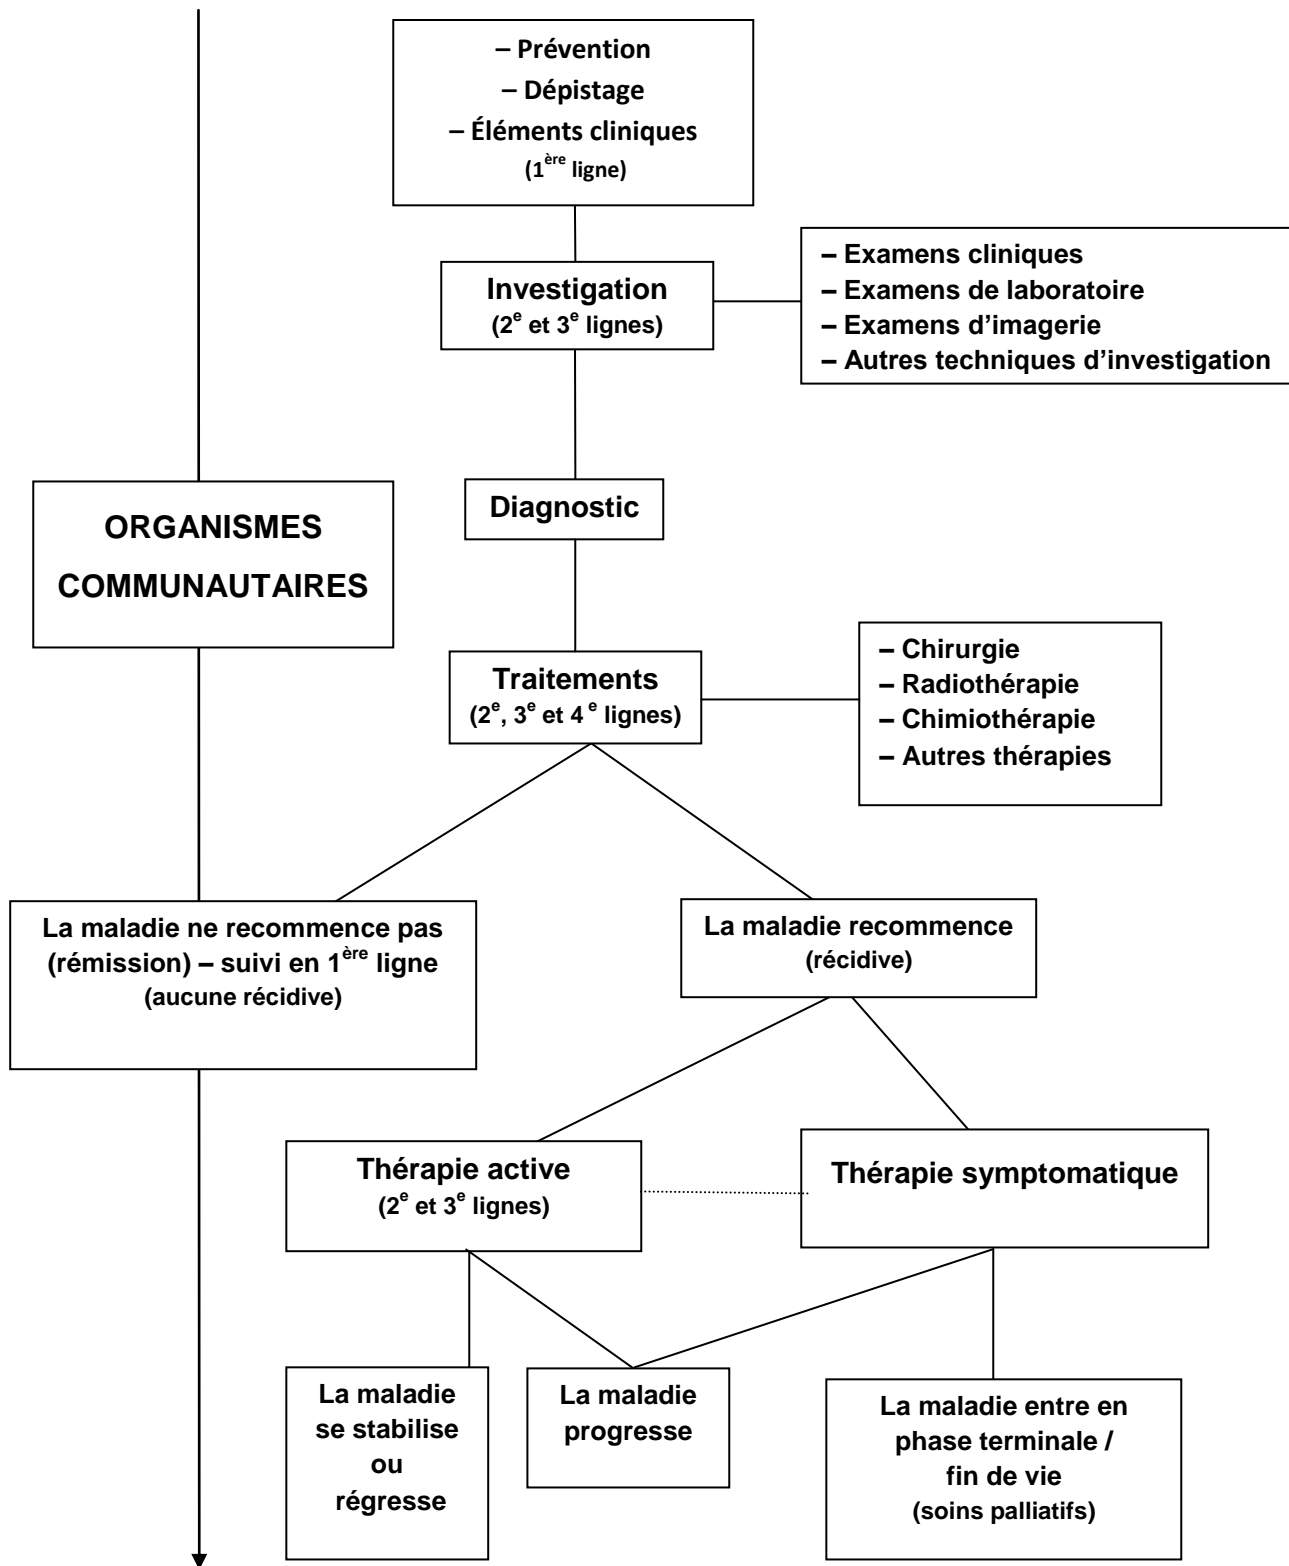 – Prévention
– Dépistage
– Éléments cliniques
(1ère ligne)
Investigation
(2e et 3e lignes)
– Examens cliniques
– Examens de laboratoire
– Examens d'imagerie
– Autres techniques d'investigation
Diagnostic
ORGANISMES
COMMUNAUTAIRES
Traitements
(2e, 3e et 4 e lignes)
– Chirurgie
– Radiothérapie
– Chimiothérapie
– Autres thérapies
La maladie ne recommence pas
(rémission) – suivi en 1ère ligne
(aucune récidive)
La maladie recommence
(récidive)
Thérapie active
(2e et 3e lignes)
Thérapie symptomatique
La maladie
se stabilise
ou
régresse
La maladie
progresse
La maladie entre en
phase terminale /
fin de vie
(soins palliatifs)